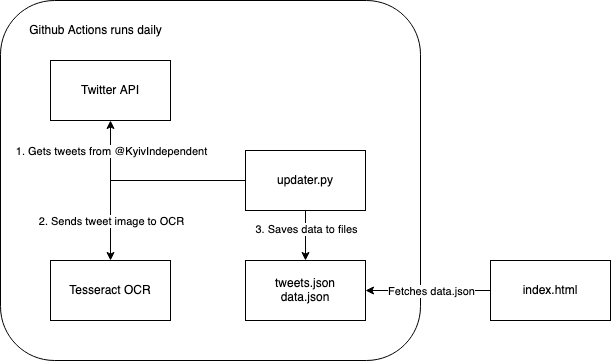 Github Actions runs daily
Twitter API
1. Gets tweets from @KyivIndependent
updater.py
2. Sends tweet image to OCR
3. Saves data to files
Tesseract OCR
tweets.json
data.json
Fetches data.json
index.html